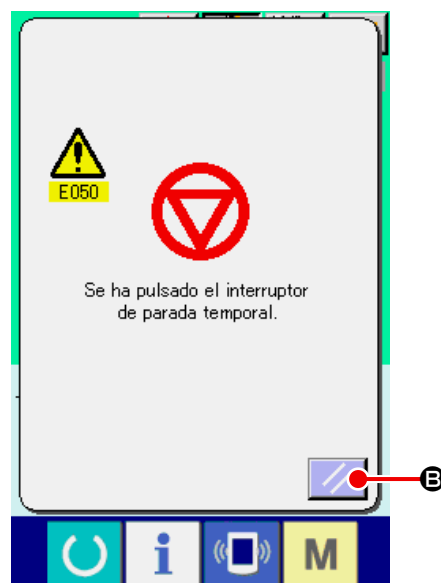 E050
Se ha pulsado el interruptor
de parada temporal.
B
i
M